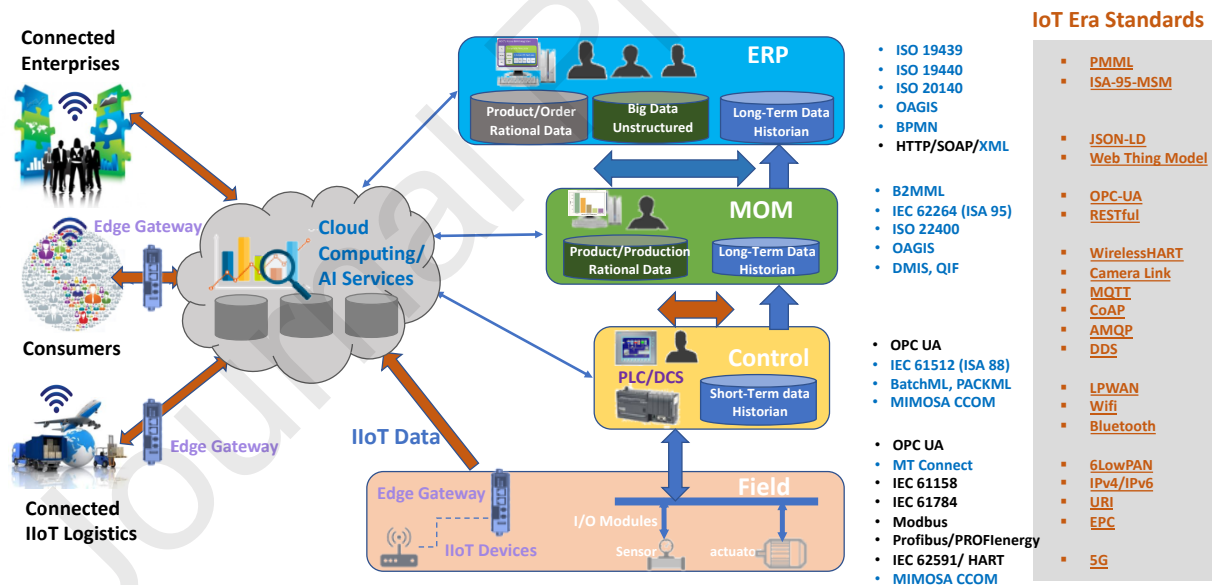 IoT Era Standards
Connected
Enterprises
Edge Gateway
Consumers
Edge Gateway
Connected
IIoT Logistics
Cloud
Computing/
AI Services
IIoT Data
ERP
Product/Order
Rational Data
Big Data
Unstructured
Long-Term Data
Historian
MOM
Product/Production
Rational Data
Long-Term Data
Historian
Control
PLC/DCS
Short-Term data
Historian
Field
Edge Gateway
I/O Modules
IIoT Devices
Sensor
actuato
• ISO 19439
• ISO 19440
• ISO 20140
• OAGIS
• BPMN
• HTTP/SOAP/XML
• B2MML
• IEC 62264 (ISA 95)
• ISO 22400
• OAGIS
• DMIS, QIF
• OPC UA
• IEC 61512 (ISA 88)
• BatchML, PACKML
• MIMOSA CCOM
• OPC UA
• MT Connect
• IEC 61158
• IEC 61784
• Modbus
• Profibus/PROFIenergy
• IEC 62591/ HART
• MIMOSA CCOM
▪ PMML
▪ ISA-95-MSM
▪ JSON-LD
▪ Web Thing Model
▪ OPC-UA
▪ RESTful
▪ WirelessHART
▪ Camera Link
▪ MQTT
▪ CoAP
▪ AMQP
▪ DDS
▪ LPWAN
▪ Wifi
▪ Bluetooth
▪ 6LowPAN
▪ IPv4/IPv6
▪ URI
▪ EPC
▪ 5G
Journal Pr